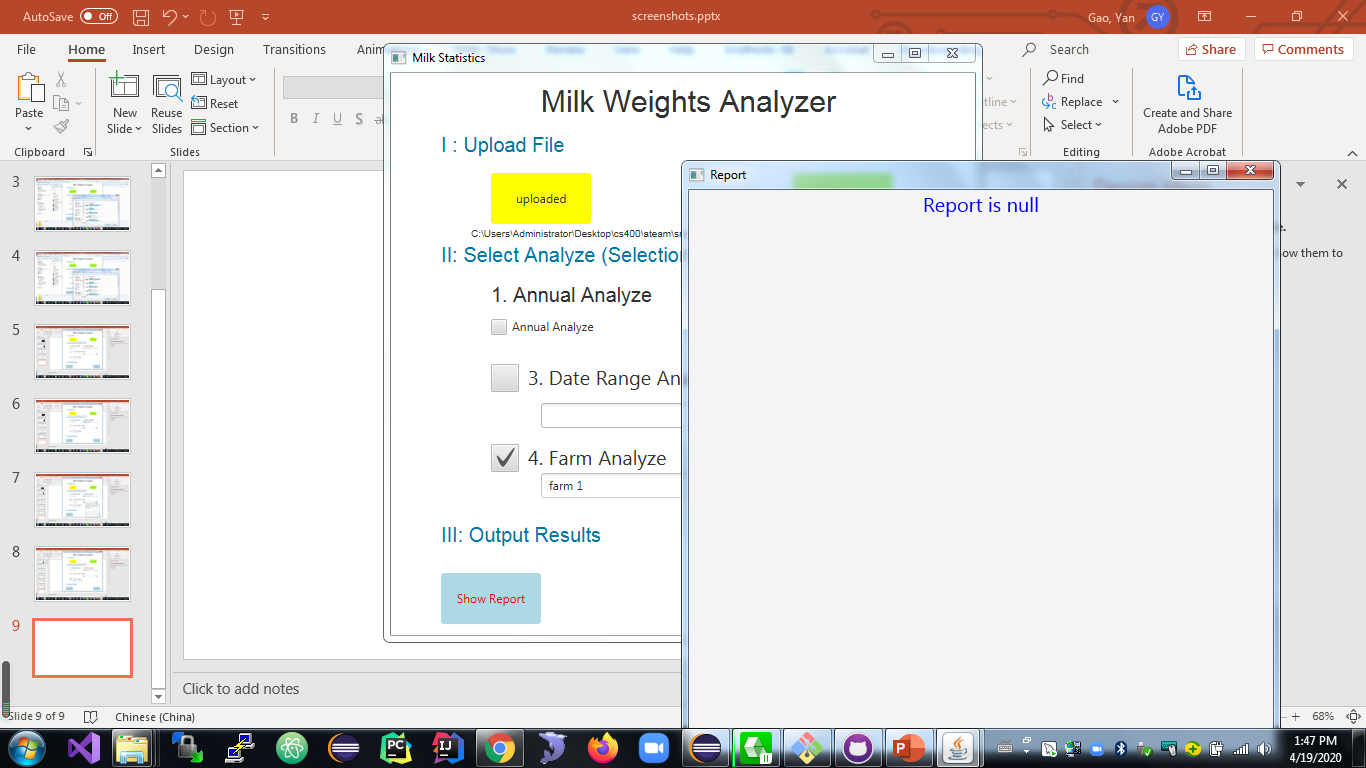 AutoSave Off
screenshots.pptx
Gao, Yan GY
File Home Insert Design Transitions
Search
Share
Comments
Paste
Clipboard
New
Slide
Reuse
Slides
Layout
Reset
Section
Slides
B I U S
Find
Replace
Select
Editing
Create and Share
Adobe PDF
Adobe Acrobat
Milk Statistics
Milk Weights Analyzer
I : Upload File
uploaded
C:\Users\Administrator\Desktop\cs400\ateam\
II: Select Analyze
1. Annual Analyze
Annual Analyze
3. Date Range
4. Farm Analyze
farm 1
III: Output Results
Show Report
Report
Report is null
ow them to
3
4
5
6
7
8
9
Click to add notes
Slide 9 of 9
Chinese (China)
68%
1:47 PM
4/19/2020